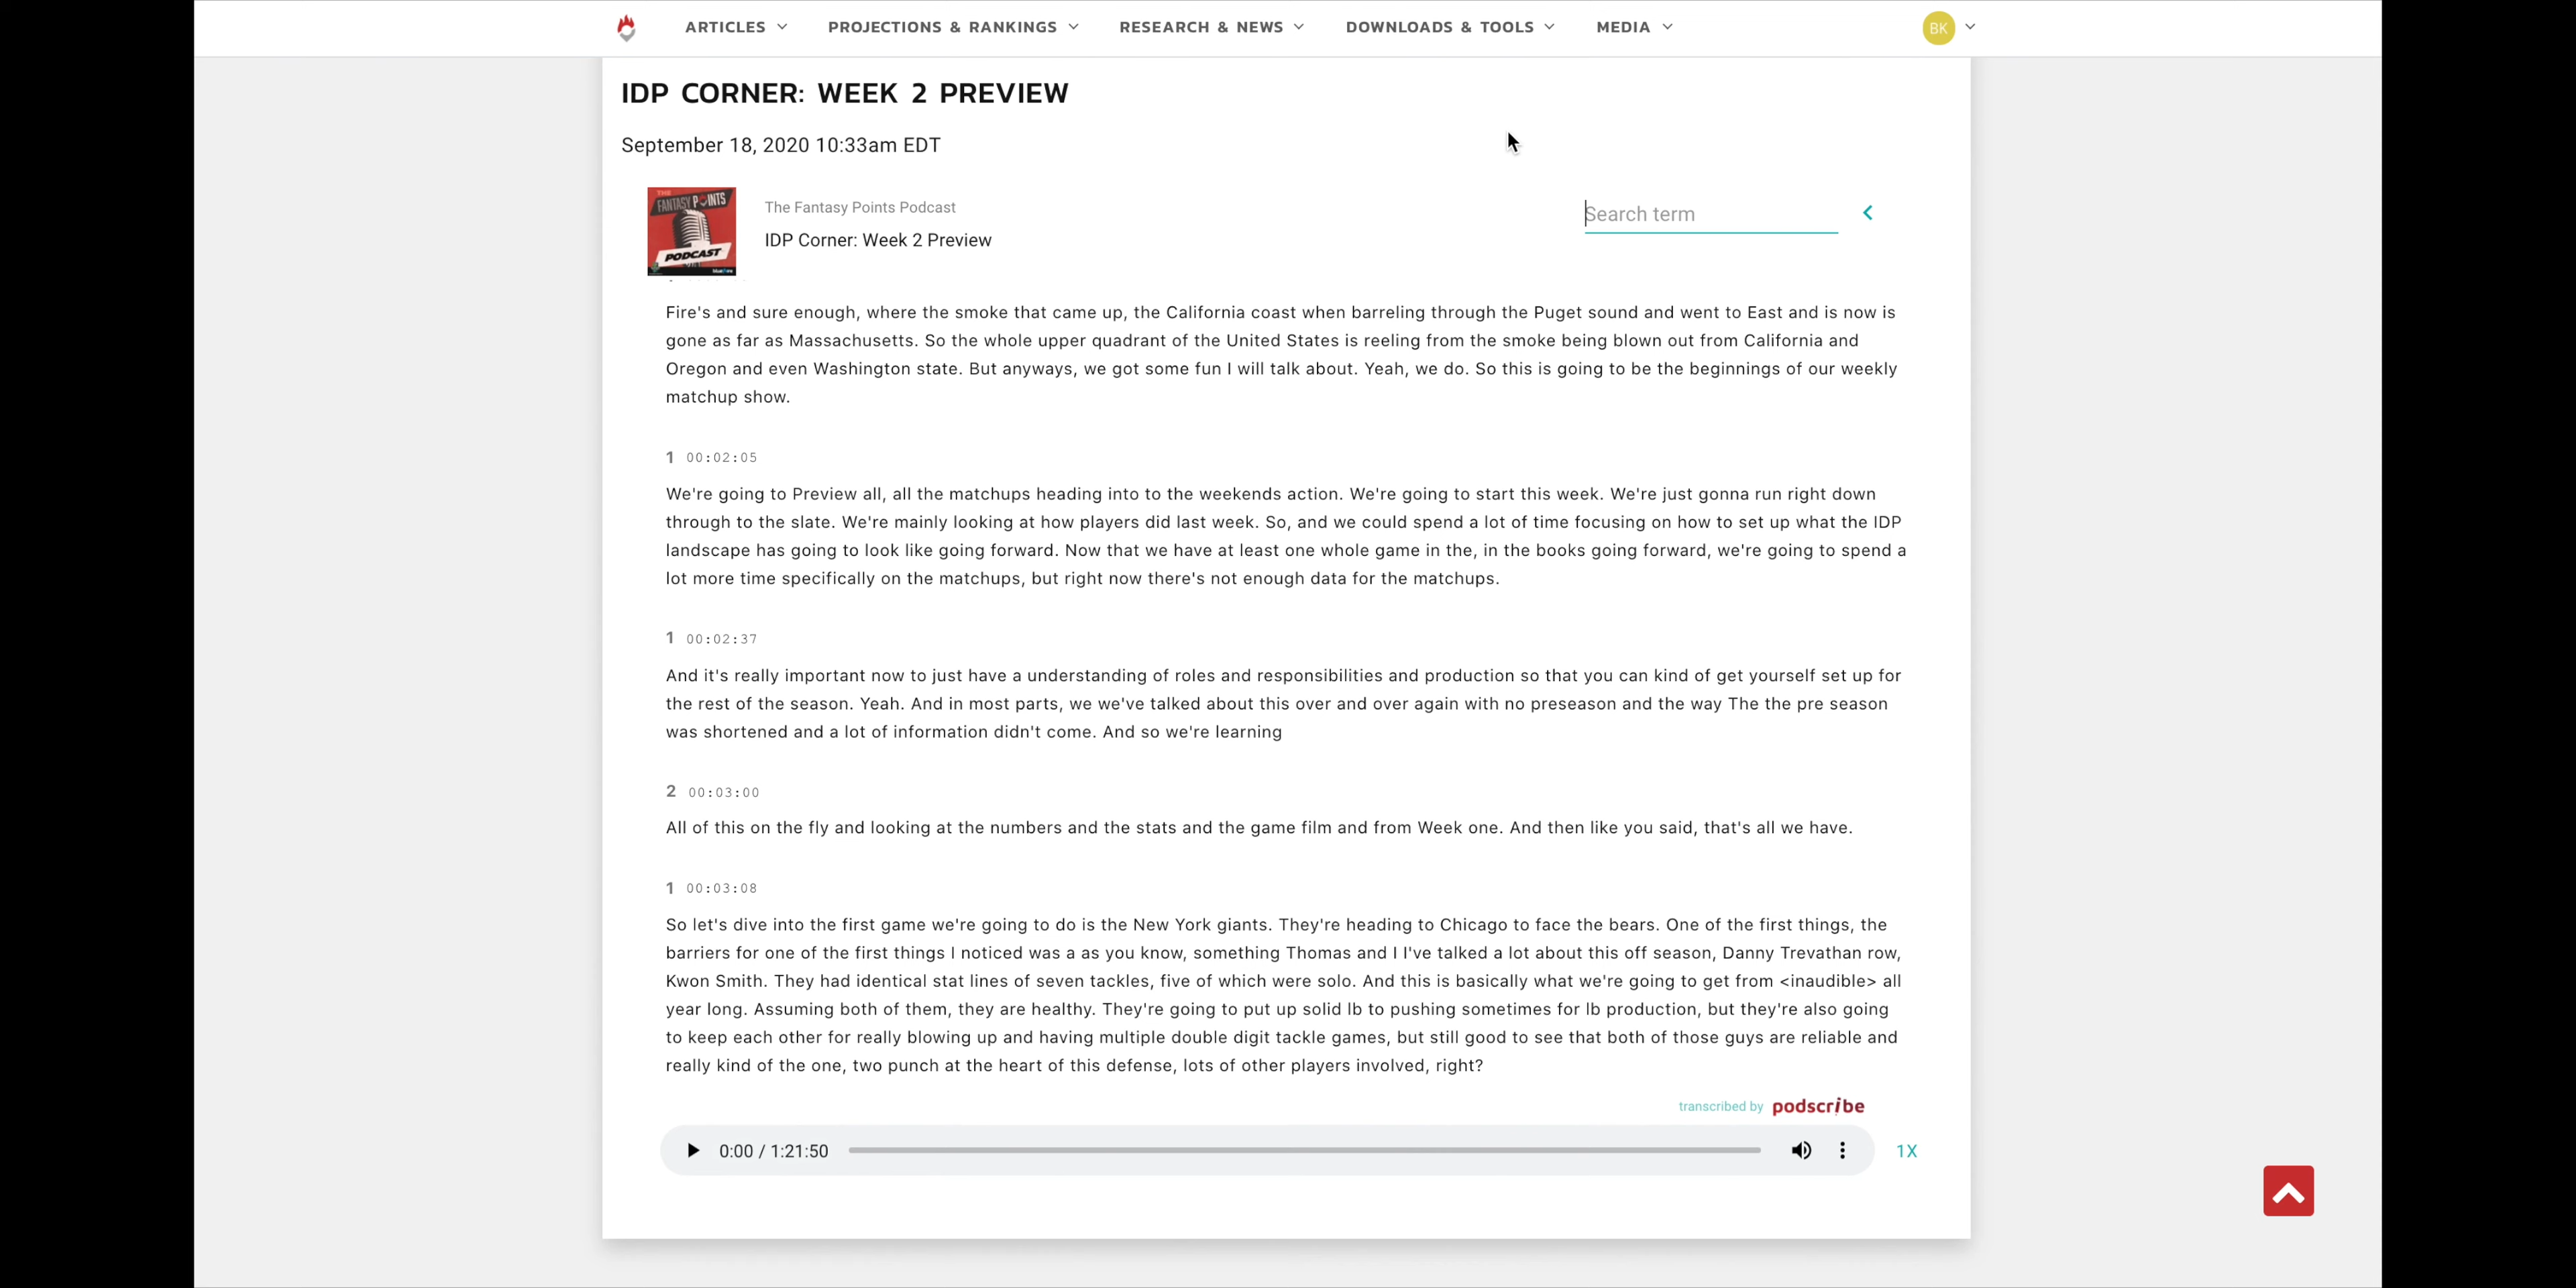 ARTICLES PROJECTIONS & RANKINGS RESEARCH & NEWS DOWNLOADS & TOOLS MEDIA BK
IDP CORNER: WEEK 2 PREVIEW
September 18, 2020 10:33am EDT
THE
FANTASY POINTS
PODCAST
The Fantasy Points Podcast
IDP Corner: Week 2 Preview
Search term
Fire's and sure enough, where the smoke that came up, the California coast when barreling through the Puget sound and went to East and is now is
gone as far as Massachusetts. So the whole upper quadrant of the United States is reeling from the smoke being blown out from California and
Oregon and even Washington state. But anyways, we got some fun I will talk about. Yeah, we do. So this is going to be the beginnings of our weekly
matchup show.
1 00:02:05
We're going to Preview all, all the matchups heading into to the weekends action. We're going to start this week. We're just gonna run right down
through to the slate. We're mainly looking at how players did last week. So, and we could spend a lot of time focusing on how to set up what the IDP
landscape has going to look like going forward. Now that we have at least one whole game in the, in the books going forward, we're going to spend a
lot more time specifically on the matchups, but right now there's not enough data for the matchups.
1 00:02:37
And it's really important now to just have a understanding of roles and responsibilities and production so that you can kind of get yourself set up for
the rest of the season. Yeah. And in most parts, we we've talked about this over and over again with no preseason and the way The the pre season
was shortened and a lot of information didn't come. And so we're learning
2 00:03:00
All of this on the fly and looking at the numbers and the stats and the game film and from Week one. And then like you said, that's all we have.
1 00:03:08
So let's dive into the first game we're going to do is the New York giants. They're heading to Chicago to face the bears. One of the first things, the
barriers for one of the first things I noticed was a as you know, something Thomas and I I've talked a lot about this off season, Danny Trevathan row,
Kwon Smith. They had identical stat lines of seven tackles, five of which were solo. And this is basically what we're going to get from <inaudible> all
year long. Assuming both of them, they are healthy. They're going to put up solid lb to pushing sometimes for lb production, but they're also going
to keep each other for really blowing up and having multiple double digit tackle games, but still good to see that both of those guys are reliable and
really kind of the one, two punch at the heart of this defense, lots of other players involved, right?
transcribed by podscribe
0:00 / 1:21:50 1X